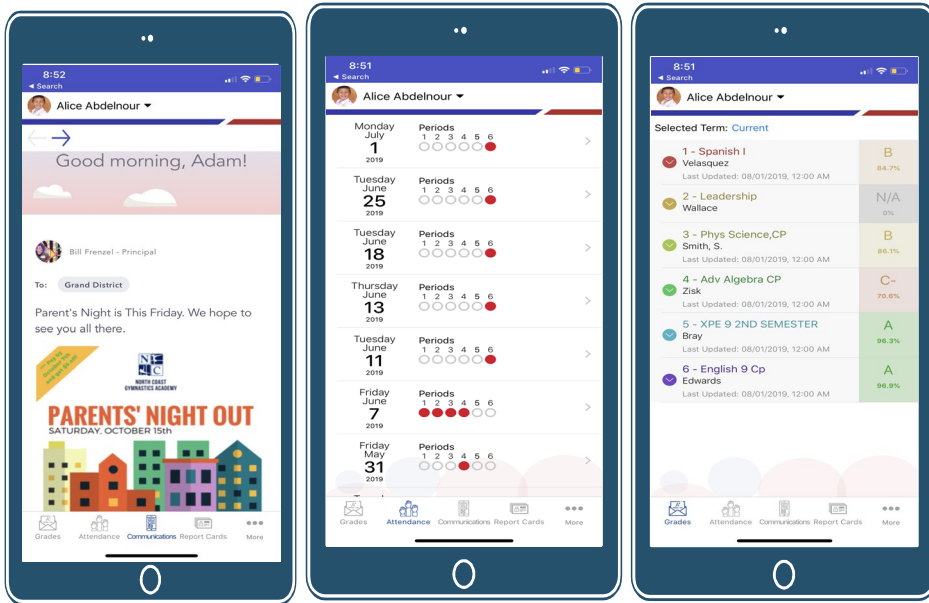 8:52
◄ Search
Alice Abdelnour
Good morning, Adam!
Bill Frenzel - Principal
To: Grand District
Parent's Night is This Friday. We hope to
see you all there.
NORTH COAST
GYMNASTICS ACADEMY
PARENTS' NIGHT OUT
SATURDAY, OCTOBER 15th
Grades Attendance Communications Report Cards More
8:51
◄ Search
Alice Abdelnour
Monday
July
1
2019
Periods
1 2 3 4 5 6
Tuesday
June
25
2019
Periods
1 2 3 4 5 6
Tuesday
June
18
2019
Periods
1 2 3 4 5 6
Thursday
June
13
2019
Periods
1 2 3 4 5 6
Tuesday
June
11
2019
Periods
1 2 3 4 5 6
Friday
June
7
2019
Periods
1 2 3 4 5 6
Friday
May
31
2019
Periods
1 2 3 4 5 6
Grades Attendance Communications Report Cards More
8:51
◄ Search
Alice Abdelnour
Selected Term: Current
1 - Spanish I
Velasquez
Last Updated: 08/01/2019, 12:00 AM
B
84.7%
2 - Leadership
Wallace
N/A
0%
3 - Phys Science,CP
Smith, S.
Last Updated: 08/01/2019, 12:00 AM
B
86.1%
4 - Adv Algebra CP
Zisk
Last Updated: 08/01/2019, 12:00 AM
C-
70.6%
5 - XPE 9 2ND SEMESTER
Bray
Last Updated: 08/01/2019, 12:00 AM
A
96.3%
6 - English 9 Cp
Edwards
Last Updated: 08/01/2019, 12:00 AM
A
96.9%
Grades Attendance Communications Report Cards More